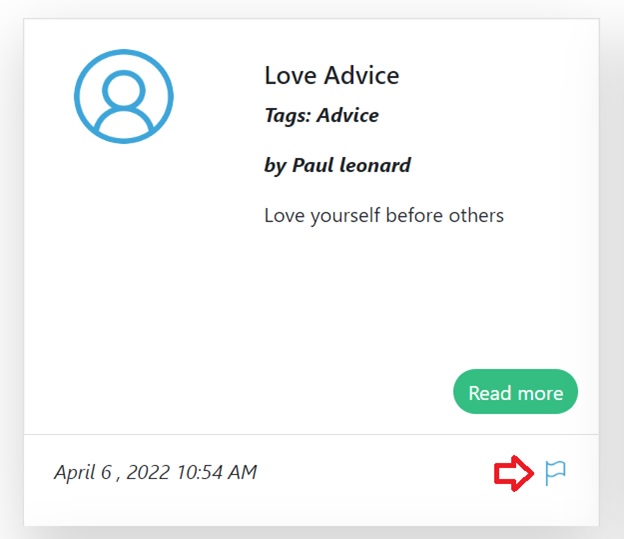 Love Advice
Tags: Advice
by Paul leonard
Love yourself before others
Read more
April 6 , 2022 10:54 AM